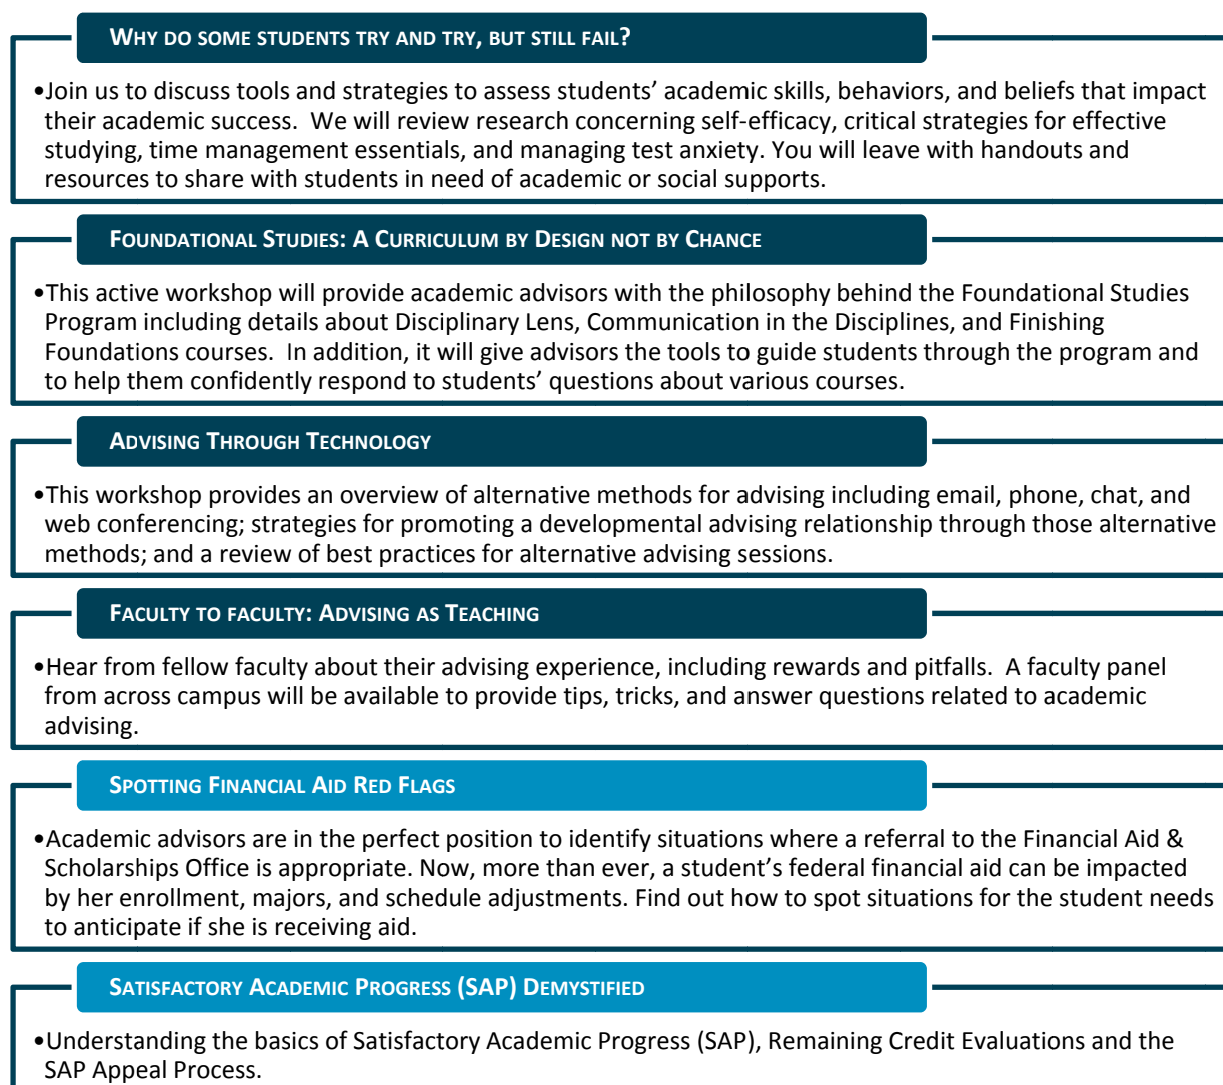 WHY DO SOME STUDENTS TRY AND TRY, BUT STILL FAIL?
•Join us to discuss tools and strategies to assess students’ academic skills, behaviors, and beliefs that impact
their academic success.  We will review research concerning self-efficacy, critical strategies for effective
studying, time management essentials, and managing test anxiety. You will leave with handouts and
resources to share with students in need of academic or social supports.
FOUNDATIONAL STUDIES: A CURRICULUM BY DESIGN NOT BY CHANCE
•This active workshop will provide academic advisors with the philosophy behind the Foundational Studies
Program including details about Disciplinary Lens, Communication in the Disciplines, and Finishing
Foundations courses.  In addition, it will give advisors the tools to guide students through the program and
to help them confidently respond to students’ questions about various courses.
ADVISING THROUGH TECHNOLOGY
•This workshop provides an overview of alternative methods for advising including email, phone, chat, and
web conferencing; strategies for promoting a developmental advising relationship through those alternative
methods; and a review of best practices for alternative advising sessions.
FACULTY TO FACULTY: ADVISING AS TEACHING
•Hear from fellow faculty about their advising experience, including rewards and pitfalls.  A faculty panel
from across campus will be available to provide tips, tricks, and answer questions related to academic
advising.
SPOTTING FINANCIAL AID RED FLAGS
•Academic advisors are in the perfect position to identify situations where a referral to the Financial Aid &
Scholarships Office is appropriate. Now, more than ever, a student’s federal financial aid can be impacted
by her enrollment, majors, and schedule adjustments. Find out how to spot situations for the student needs
to anticipate if she is receiving aid.
SATISFACTORY ACADEMIC PROGRESS (SAP) DEMYSTIFIED
•Understanding the basics of Satisfactory Academic Progress (SAP), Remaining Credit Evaluations and the
SAP Appeal Process.